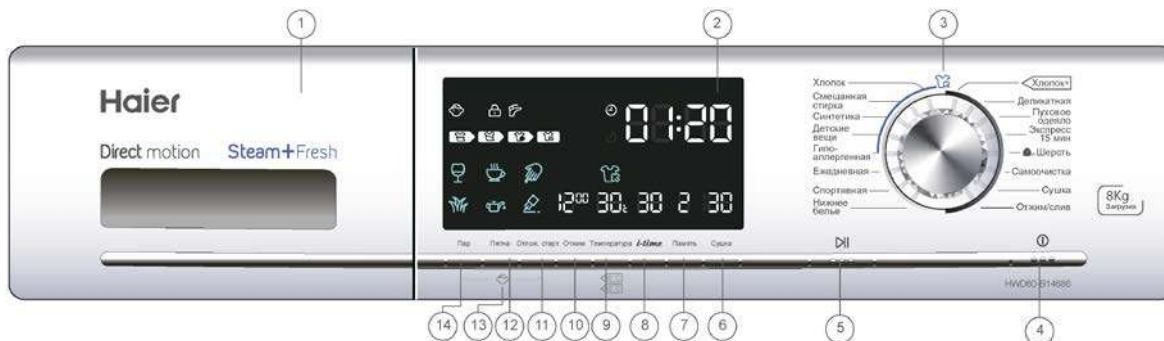 1
2
3
Haier
Direct motion
Steam+Fresh
01:20
12 00
30
30
2
30
Хлопок
Смешанная
стирка
Синтетика
Детские
вещи
Гипо-
аллергенная
Ежедневная
Спортивная
Нижнее
белье
Хлопок+
Деликатная
Пуховое
одеяло
Экспресс
15 мин
Шерсть
Самоочистка
Сушка
Отжим/слив
8Kg
Загрузка
Пар
Пятна
Отлож. старт
Отжим
Температура
i-time
Память
Сушка
HWD80-B14686
14
13
12
11
10
9
8
7
6
5
4